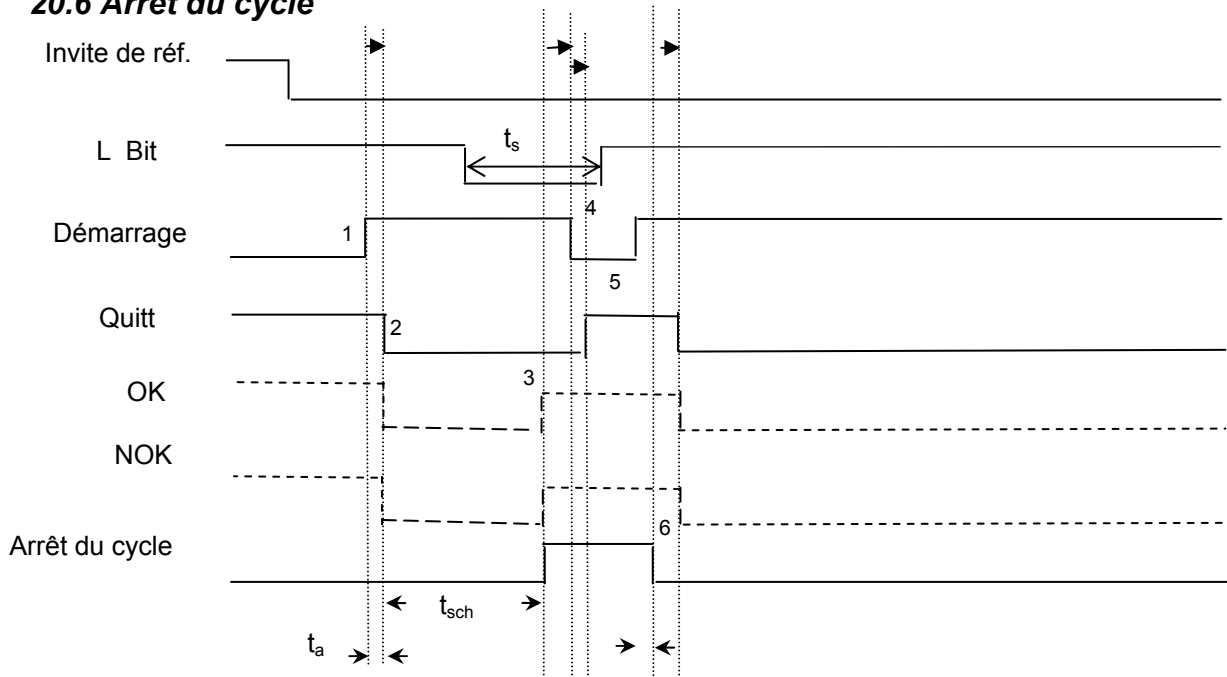 20.6 Arrêt du cycle
Invite de réf.
L Bit
ts
4
Démarrage
1
5
Quitt
2
3
OK
NOK
6
Arrêt du cycle
tsch
ta